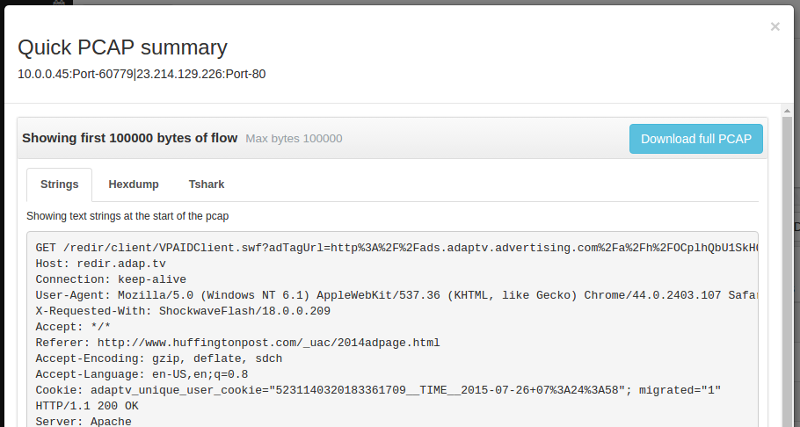 ×
Quick PCAP summary
10.0.0.45:Port-60779|23.214.129.226:Port-80
Showing first 100000 bytes of flow Max bytes 100000
Download full PCAP
Strings Hexdump Tshark
Showing text strings at the start of the pcap
GET /redir/client/VPAIDClient.swf?adTagUrl=http%3A%2F%2Fads.adaptv.advertising.com%2Fa%2Fh%2FOCplhQbU1SkH
Host: redir.adap.tv
Connection: keep-alive
User-Agent: Mozilla/5.0 (Windows NT 6.1) AppleWebKit/537.36 (KHTML, like Gecko) Chrome/44.0.2403.107 Safar
X-Requested-With: ShockwaveFlash/18.0.0.209
Accept: */*
Referer: http://www.huffingtonpost.com/_uac/2014adpage.html
Accept-Encoding: gzip, deflate, sdch
Accept-Language: en-US,en;q=0.8
Cookie: adaptv_unique_user_cookie="5231140320183361709__TIME__2015-07-26+07%3A24%3A58"; migrated="1"
HTTP/1.1 200 OK
Server: Apache